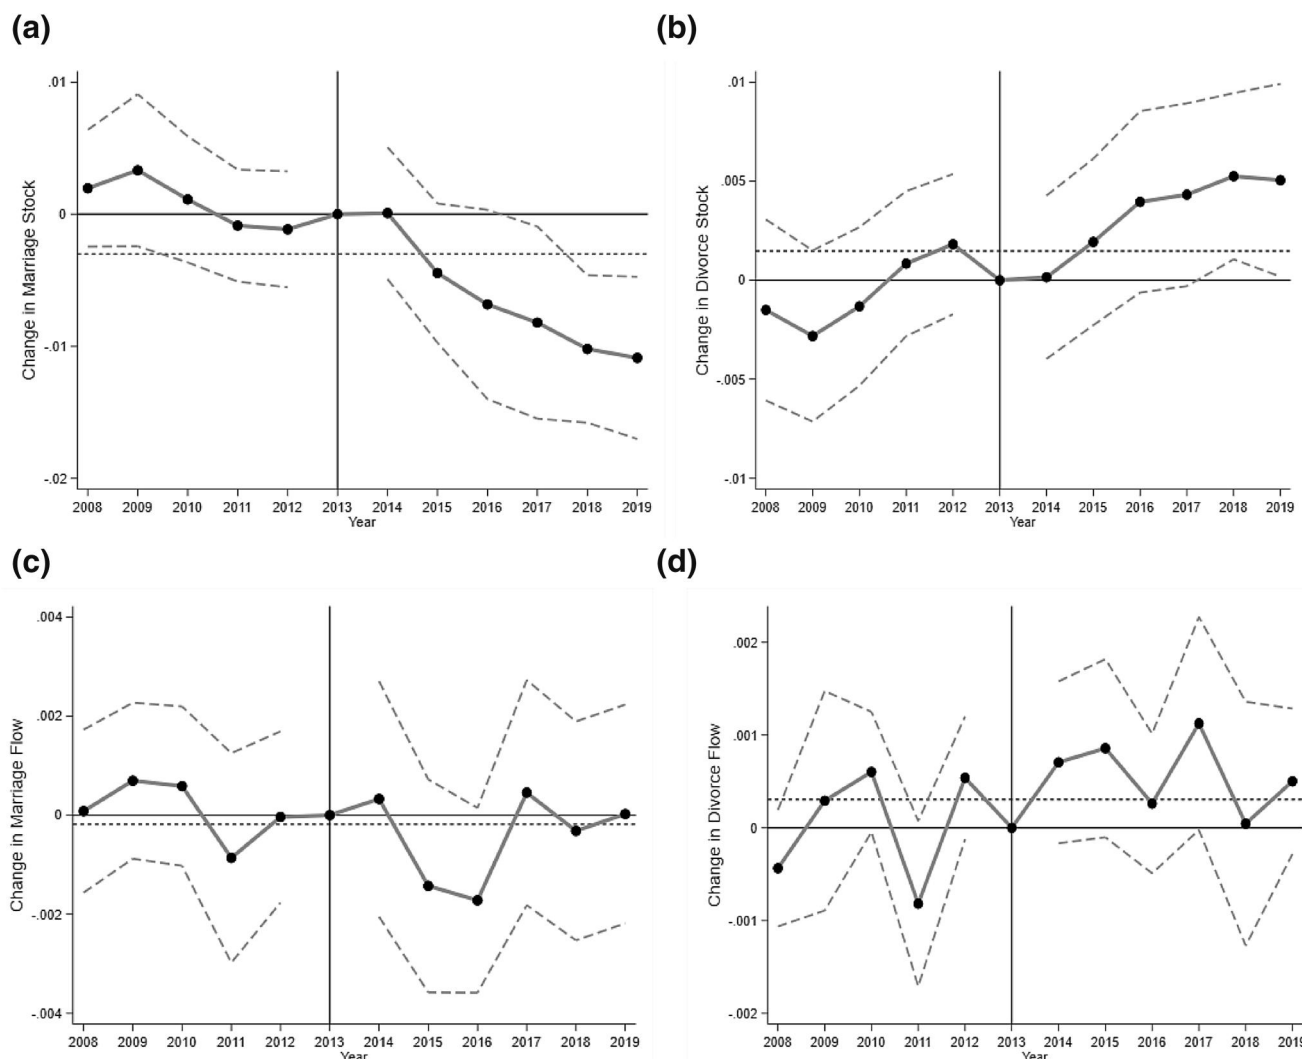 (a)
(b)
Change in Marriage Stock
.01
0
-.01
-.02
2008 2009 2010 2011 2012 2013 2014 2015 2016 2017 2018 2019
Year
Change in Divorce Stock
.01
.005
0
-.005
-.01
2008 2009 2010 2011 2012 2013 2014 2015 2016 2017 2018 2019
Year
(c)
(d)
Change in Marriage Flow
.004
.002
0
-.002
-.004
2008 2009 2010 2011 2012 2013 2014 2015 2016 2017 2018 2019
Year
Change in Divorce Flow
.002
.001
0
-.001
-.002
2008 2009 2010 2011 2012 2013 2014 2015 2016 2017 2018 2019
Year